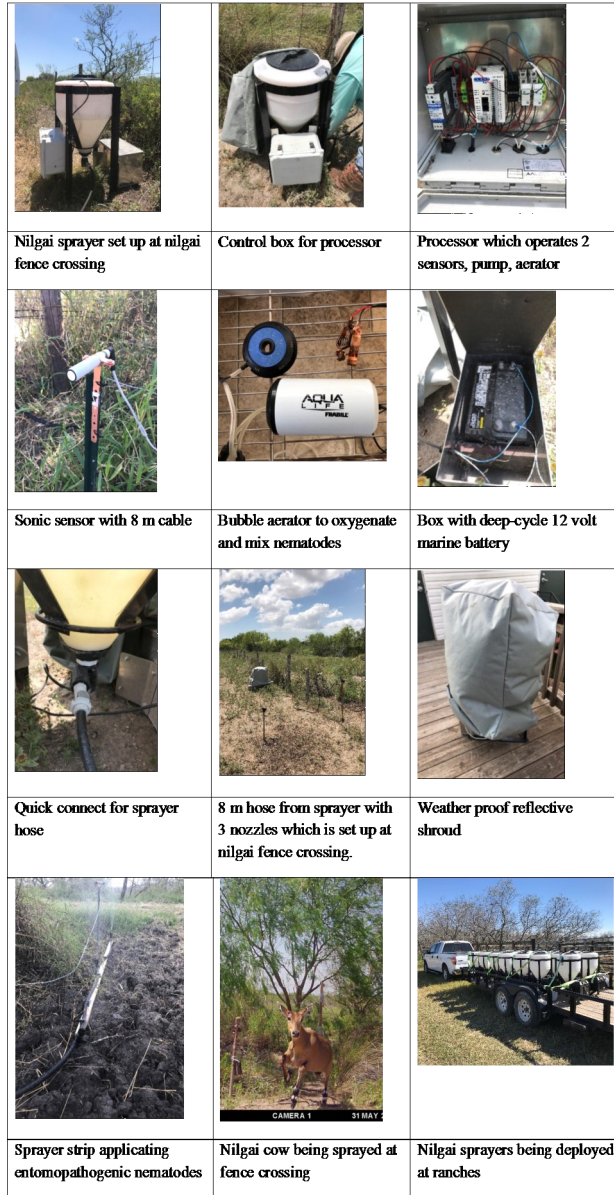 Nilgai sprayer set up at nilgai
fence crossing
Control box for processor
Processor which operates 2
sensors, pump, aerator
AQUA
LIFE
FRABILL
Sonic sensor with 8 m cable
Bubble aerator to oxygenate
and mix nematodes
Box with deep-cycle 12 volt
marine battery
Quick connect for sprayer
hose
8 m hose from sprayer with
3 nozzles which is set up at
nilgai fence crossing.
Weather proof reflective
shroud
CAMERA 1 31 MAY 2
Sprayer strip applicating
entomopathogenic nematodes
Nilgai cow being sprayed at
fence crossing
Nilgai sprayers being deployed
at ranches